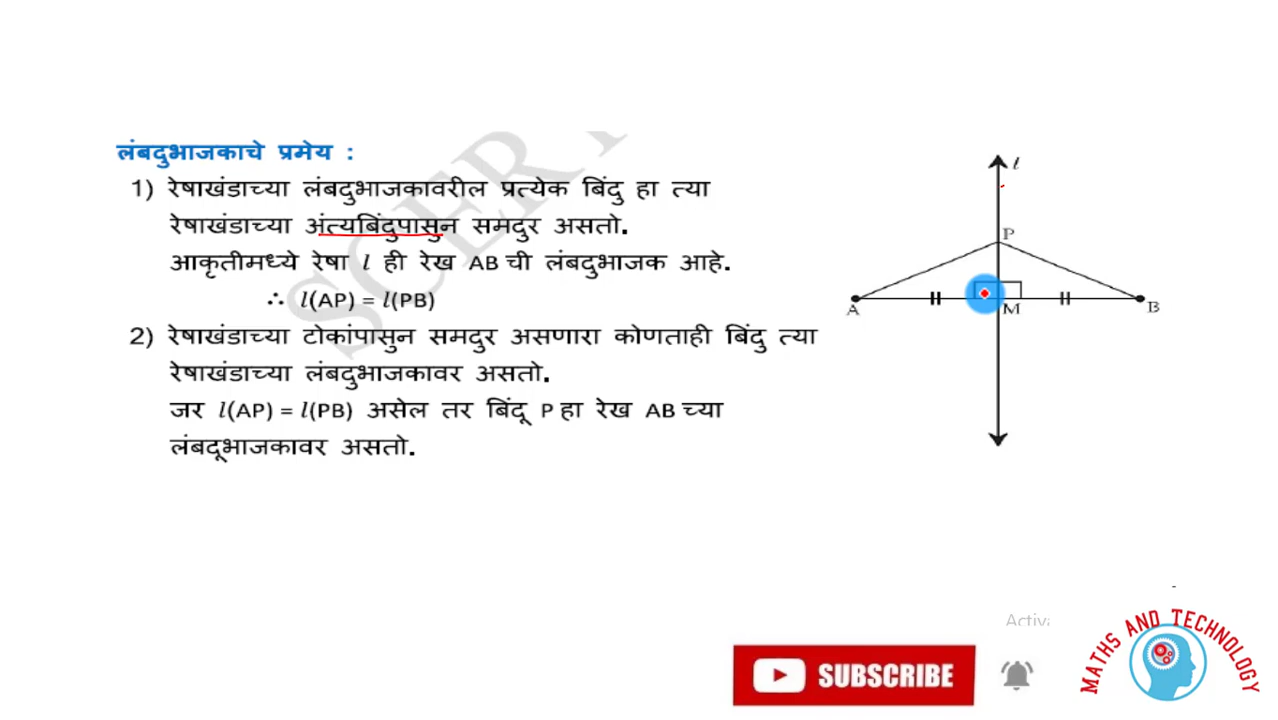 लंबदुभाजकाचे प्रमेय :
1) रेषाखंडाच्या लंबदुभाजकावरील प्रत्येक बिंदु हा त्या
रेषाखंडाच्या अंत्यबिंदुपासुन समदुर असतो.
आकृतीमध्ये रेषा l ही रेख AB ची लंबदुभाजक आहे.
∴ l(AP) = l(PB)
2) रेषाखंडाच्या टोकांपासुन समदुर असणारा कोणताही बिंदु त्या
रेषाखंडाच्या लंबदुभाजकावर असतो.
जर l(AP) = l(PB) असेल तर बिंदू P हा रेख AB च्या
लंबदूभाजकावर असतो.
SCERT
l
P
A
M
B
Activa
SUBSCRIBE
MATHS AND TECHNOLOGY